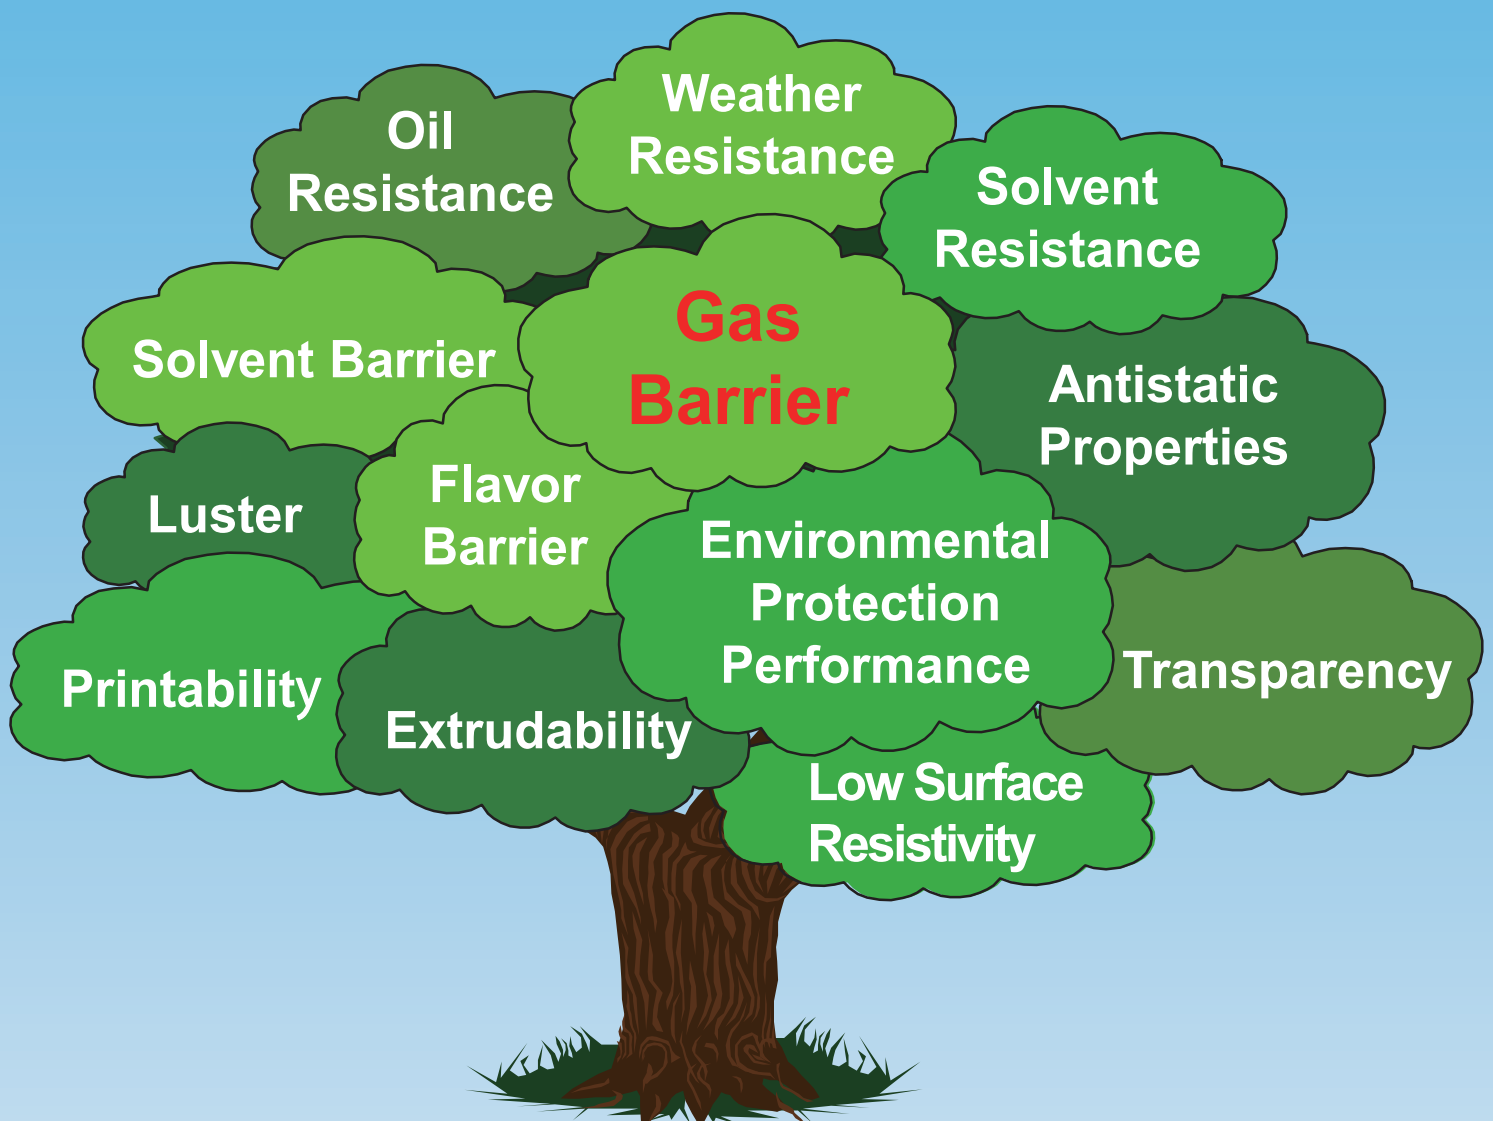 Weather
Resistance
Oil
Resistance
Solvent
Resistance
Gas
Barrier
Solvent Barrier
Antistatic
Properties
Flavor
Barrier
Luster
Environmental
Protection
Performance
Transparency
Printability
Extrudability
Low Surface
Resistivity